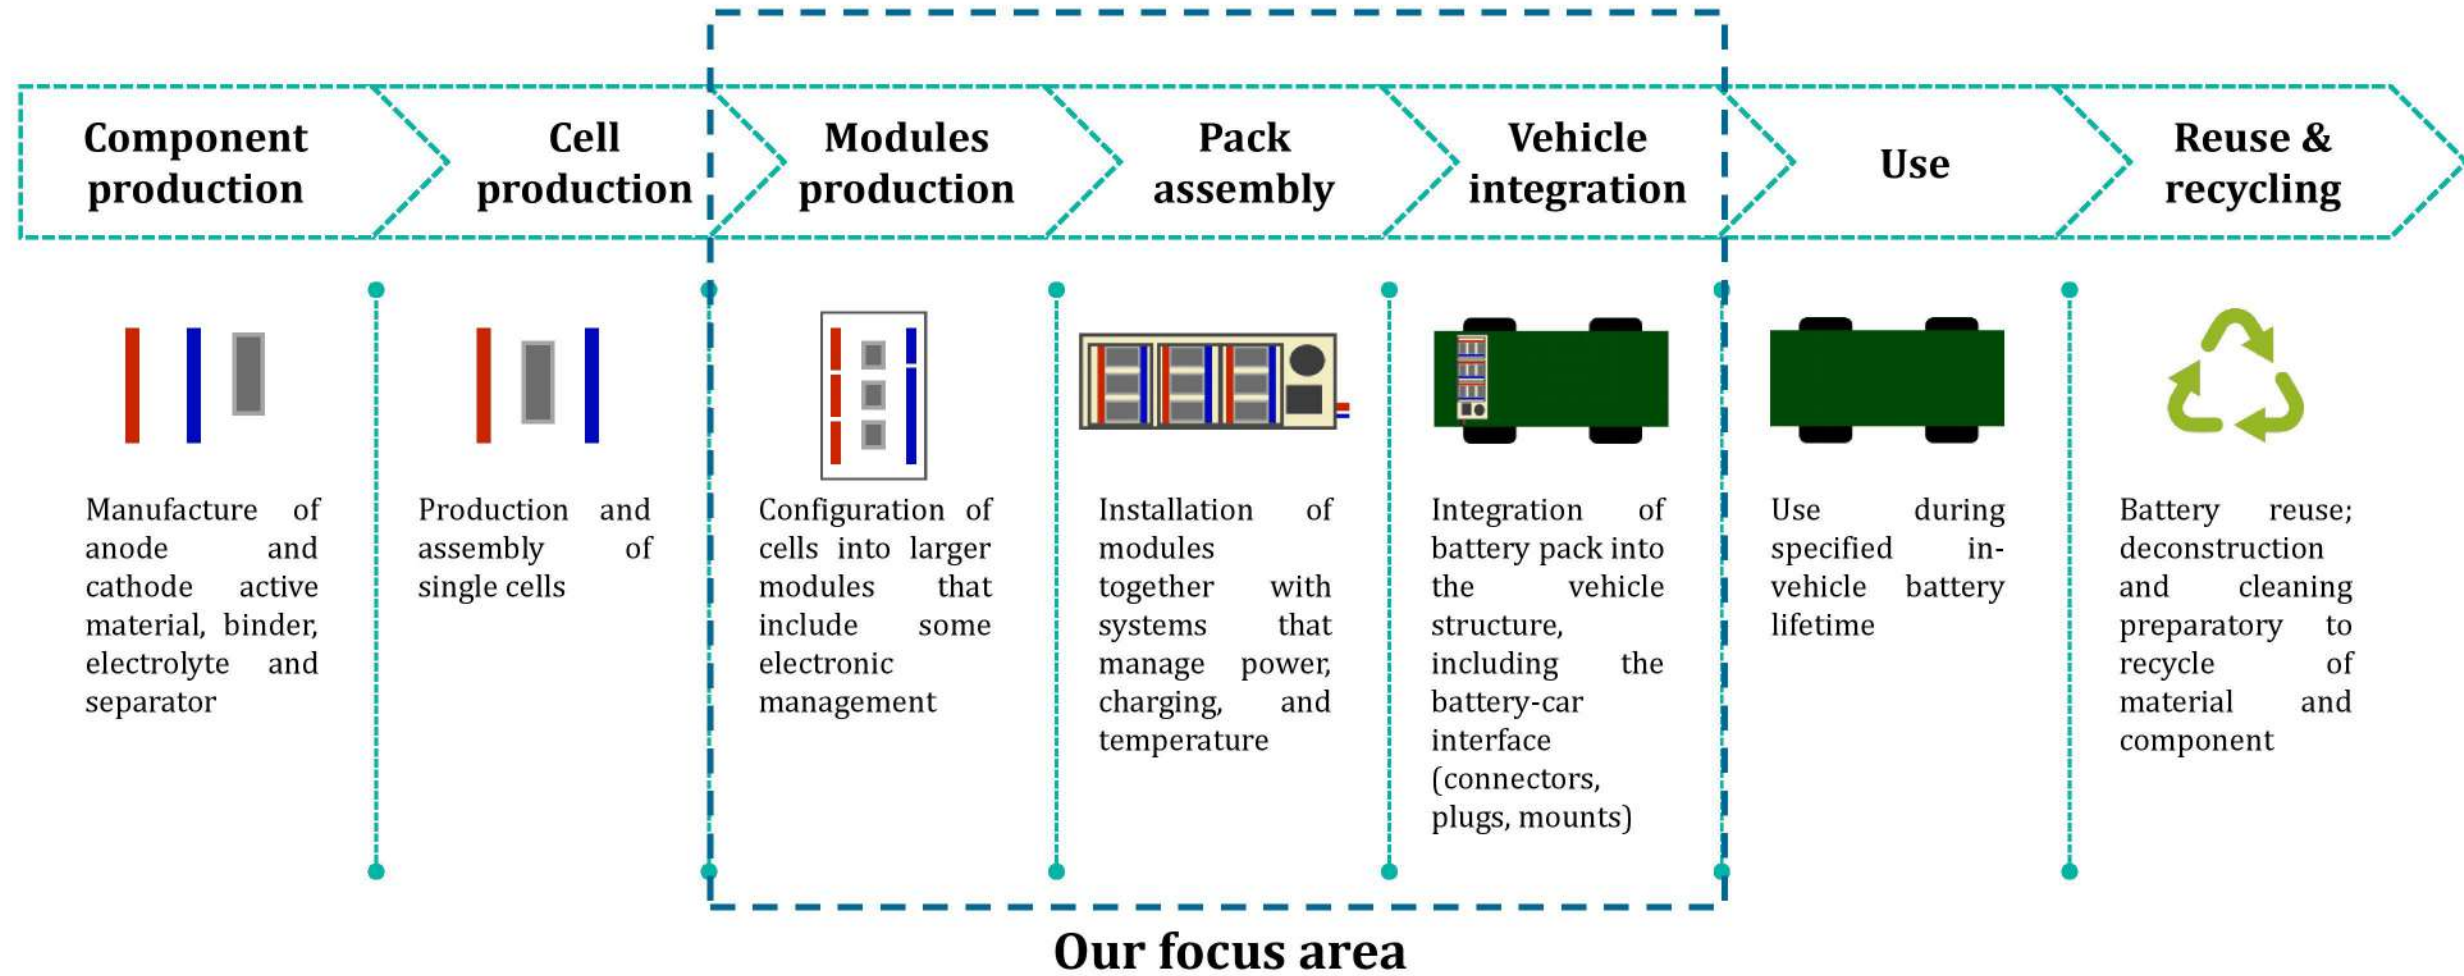 Component
production
Cell
production
Modules
production
Pack
assembly
Vehicle
integration
Use
Reuse &
recycling
Manufacture of
anode and
cathode active
material, binder,
electrolyte and
separator
Production and
assembly of
single cells
Configuration of
cells into larger
modules that
include some
electronic
management
Installation of
modules
together with
systems that
manage power,
charging, and
temperature
Integration of
battery pack into
the vehicle
structure,
including the
battery-car
interface
(connectors,
plugs, mounts)
Use during
specified in-
vehicle battery
lifetime
Battery reuse;
deconstruction
and cleaning
preparatory to
recycle of
material and
component
Our focus area